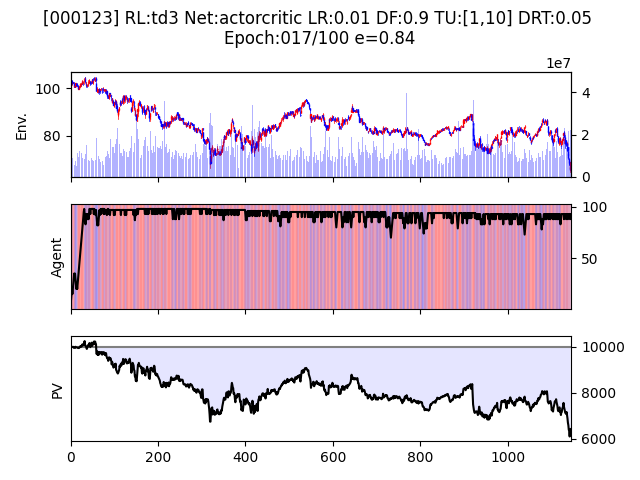 [000123] RL:td3 Net:actorcritic LR:0.01 DF:0.9 TU:[1,10] DRT:0.05
Epoch:017/100 e=0.84
1e7
Env.
100
80
4
2
0
Agent
100
50
PV
10000
8000
6000
0 200 400 600 800 1000